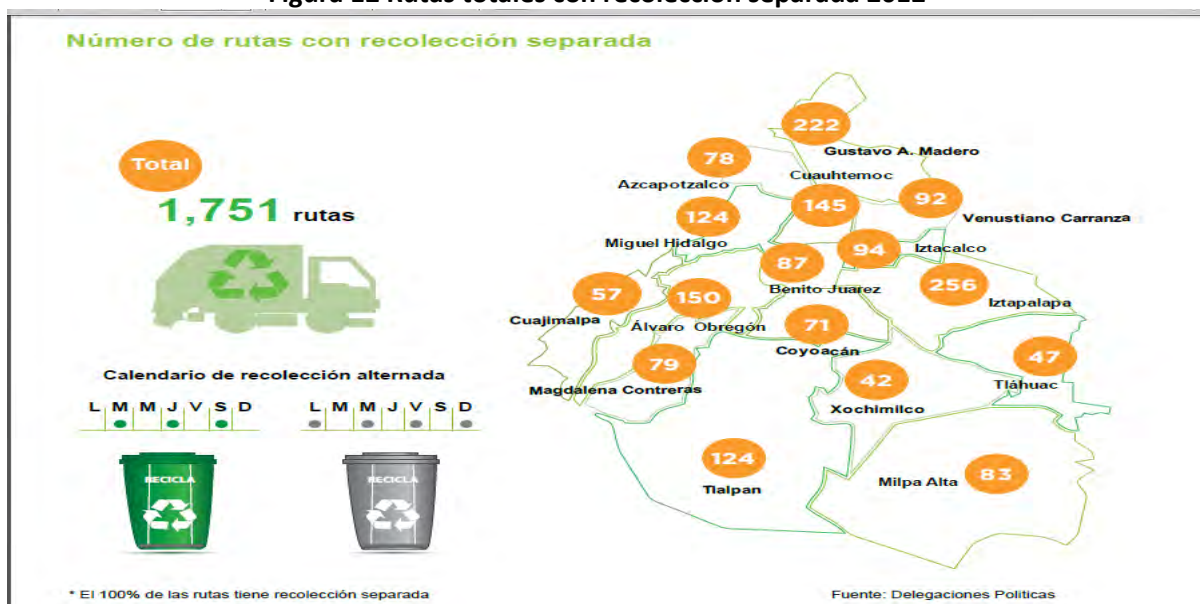 Número de rutas con recolección separada
Total
1,751 rutas
Calendario de recolección alternada
L M M J V S D
L M M J V S D
RECICLA
RECICLA
* El 100% de las rutas tiene recolección separada
222
Gustavo A. Madero
78
Azcapotzalco
Cuauhtemoc
145
92
Venustiano Carranza
124
Miguel Hidalgo
94
Iztacalco
87
Benito Juarez
256
Iztapalapa
57
Cuajimalpa
150
Álvaro Obregón
71
Coyoacán
79
Magdalena Contreras
47
Tláhuac
42
Xochimilco
124
Tlalpan
83
Milpa Alta
Fuente: Delegaciones Politicas